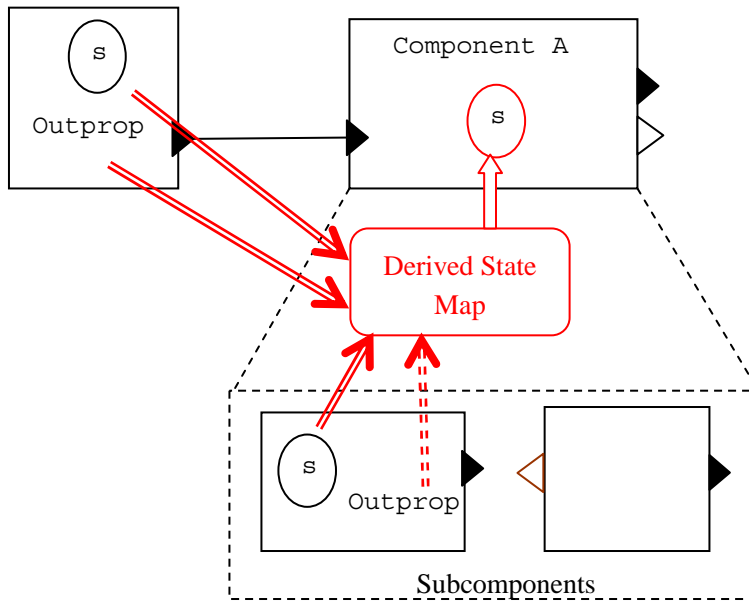 s
Outprop
Component A
s
Derived State
Map
s
Outprop
Subcomponents